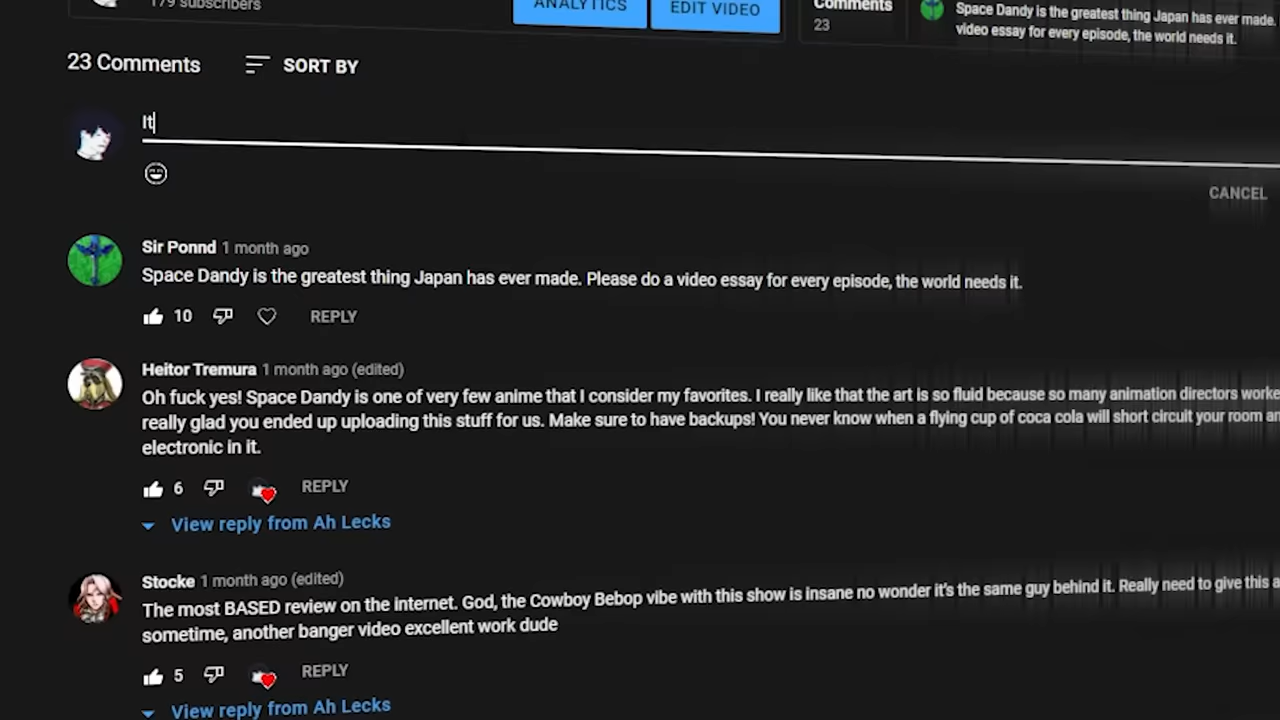 179 subscribers
ANALYTICS
EDIT VIDEO
Comments
23
Space Dandy is the greatest thing Japan has ever made.
video essay for every episode, the world needs it.
23 Comments
SORT BY
It
CANCEL
Sir Ponnd 1 month ago
Space Dandy is the greatest thing Japan has ever made. Please do a video essay for every episode, the world needs it.
10 REPLY
Heitor Tremura 1 month ago (edited)
Oh fuck yes! Space Dandy is one of very few anime that I consider my favorites. I really like that the art is so fluid because so many animation directors worke
really glad you ended up uploading this stuff for us. Make sure to have backups! You never know when a flying cup of coca cola will short circuit your room an
electronic in it.
6 REPLY
View reply from Ah Lecks
Stocke 1 month ago (edited)
The most BASED review on the internet. God, the Cowboy Bebop vibe with this show is insane no wonder it's the same guy behind it. Really need to give this a
sometime, another banger video excellent work dude
5 REPLY
View reply from Ah Lecks